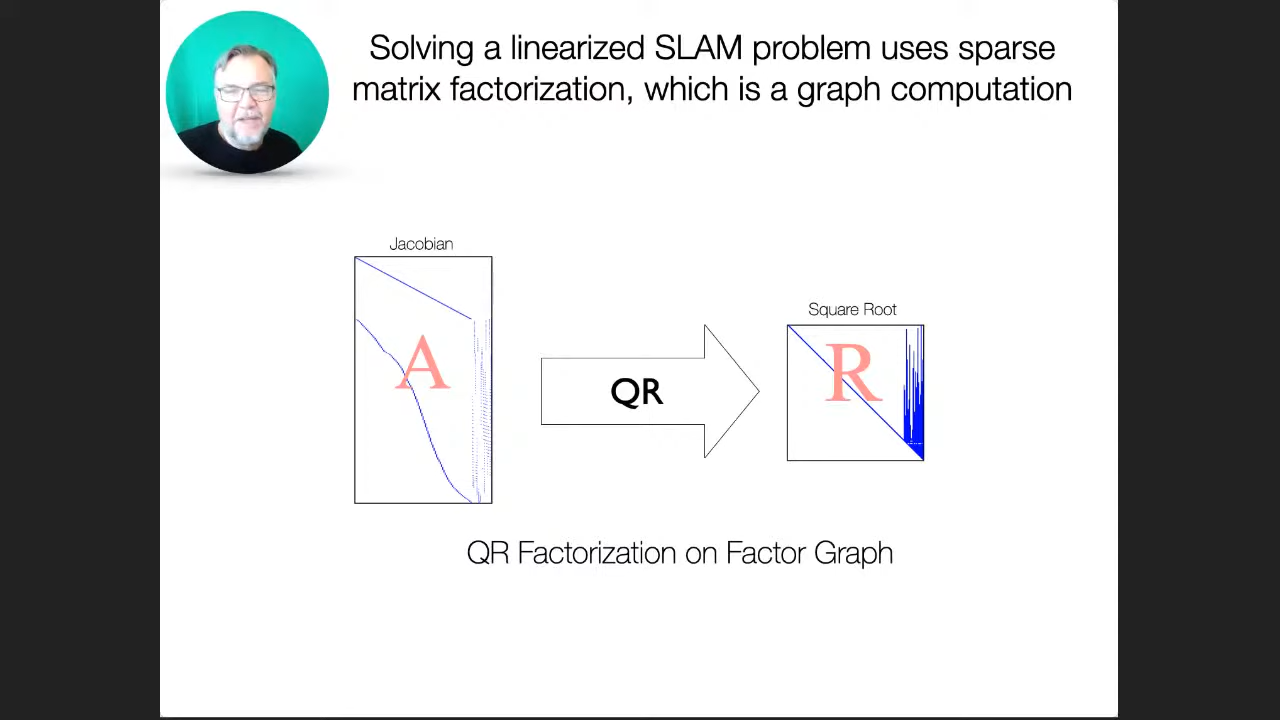 Solving a linearized SLAM problem uses sparse
matrix factorization, which is a graph computation
Jacobian
A
QR
Square Root
R
QR Factorization on Factor Graph